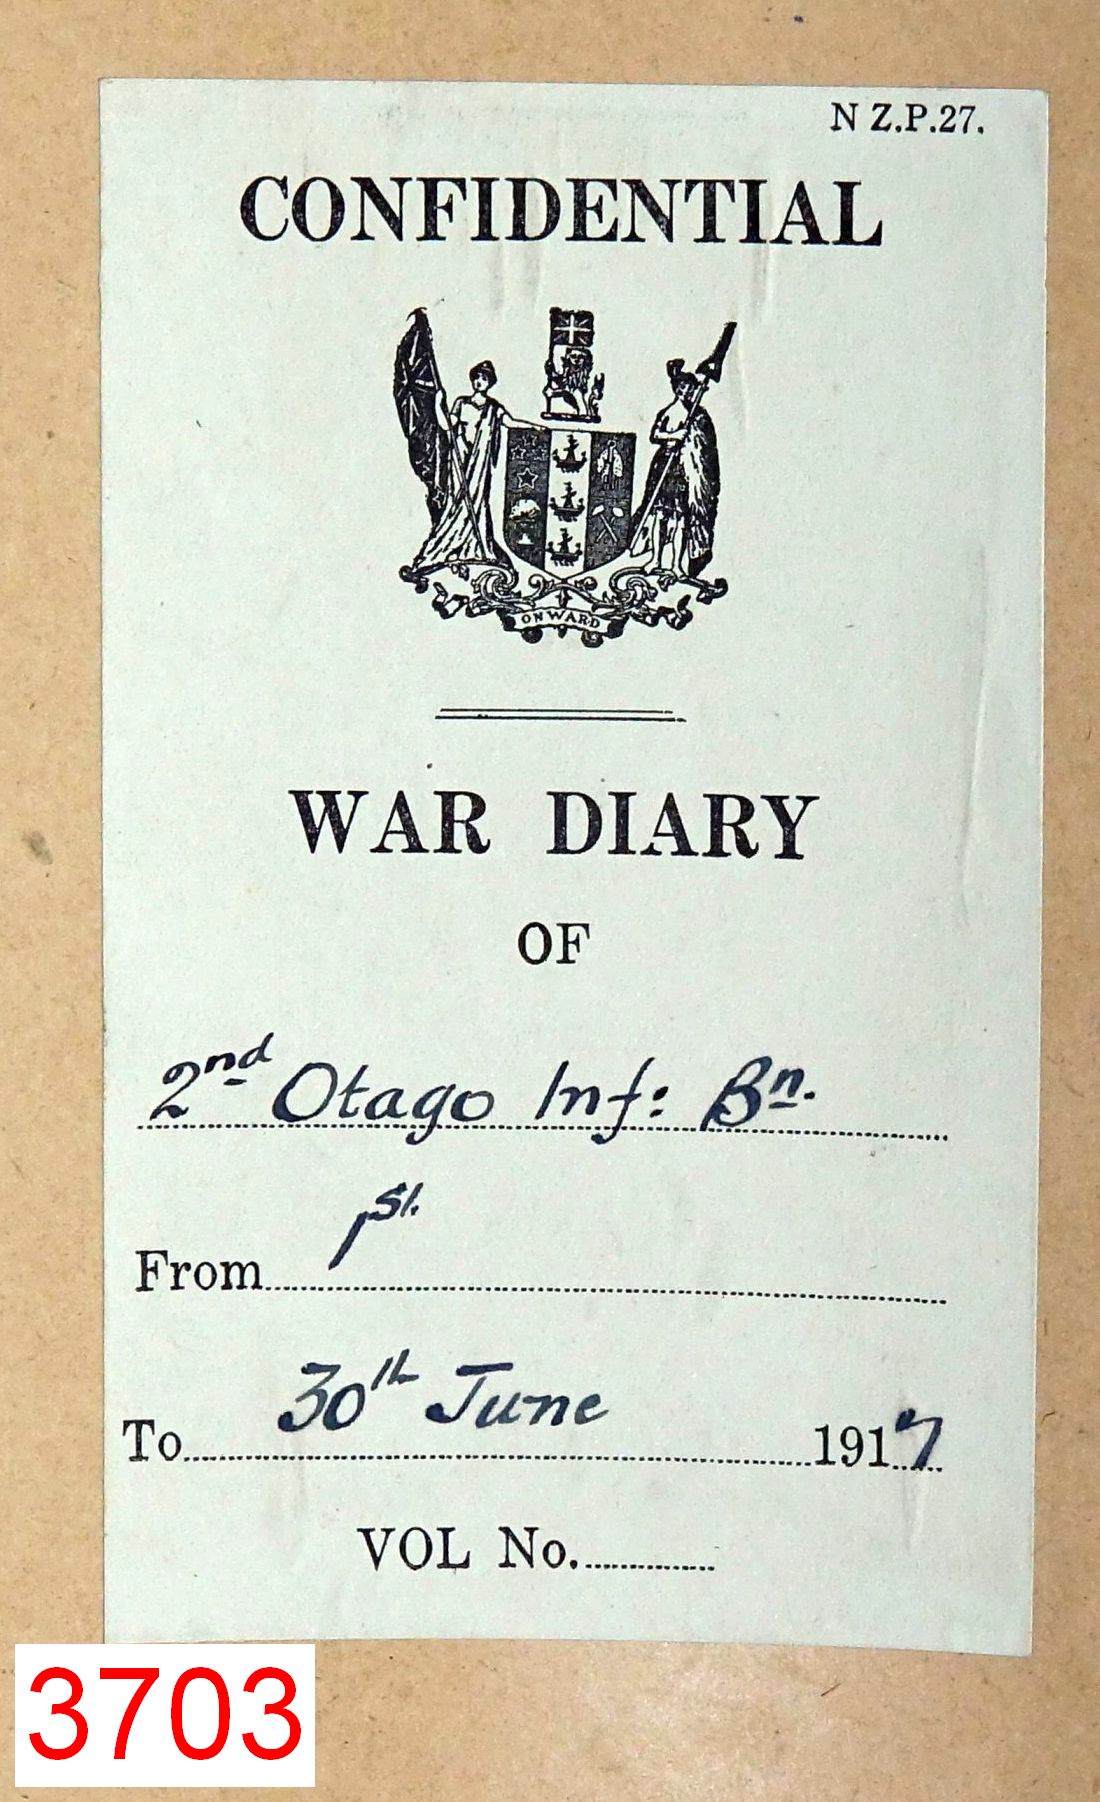 N Z.P.27.
CONFIDENTIAL
ONWARD
WAR DIARY
OF
2nd Otago Inf: Bn.
From 1st.
To 30th June 1917
VOL No.
3703